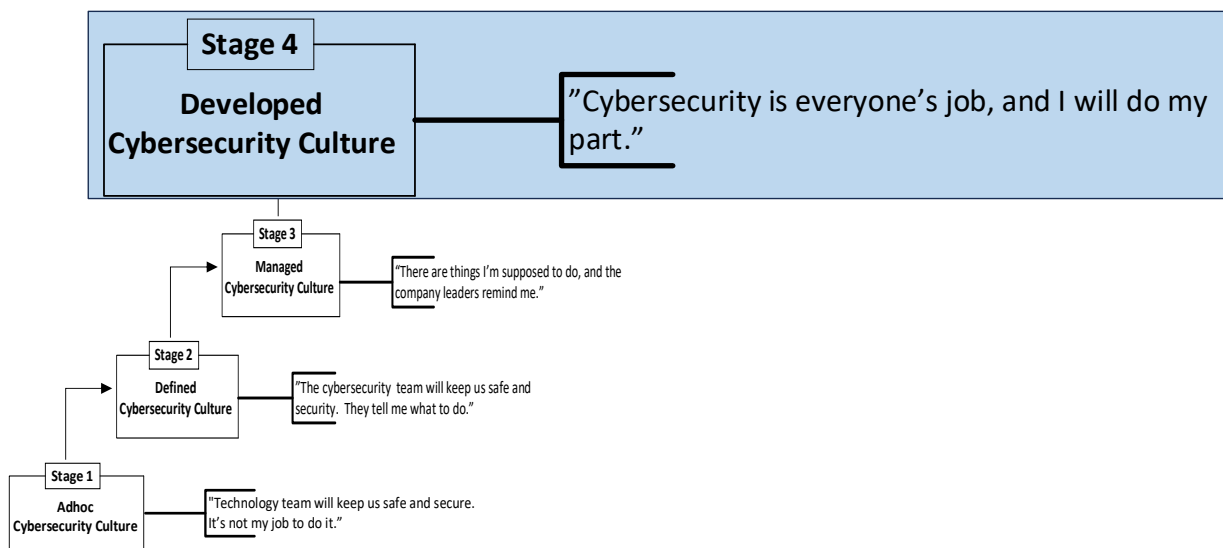 Stage 4
Developed
Cybersecurity Culture
”Cybersecurity is everyone’s job, and I will do my
part.”
Stage 3
Managed
Cybersecurity Culture
“There are things I’m supposed to do, and the
company leaders remind me.”
Stage 2
Defined
Cybersecurity Culture
”The cybersecurity team will keep us safe and
security. They tell me what to do.”
Stage 1
Adhoc
Cybersecurity Culture
"Technology team will keep us safe and secure.
It’s not my job to do it.”